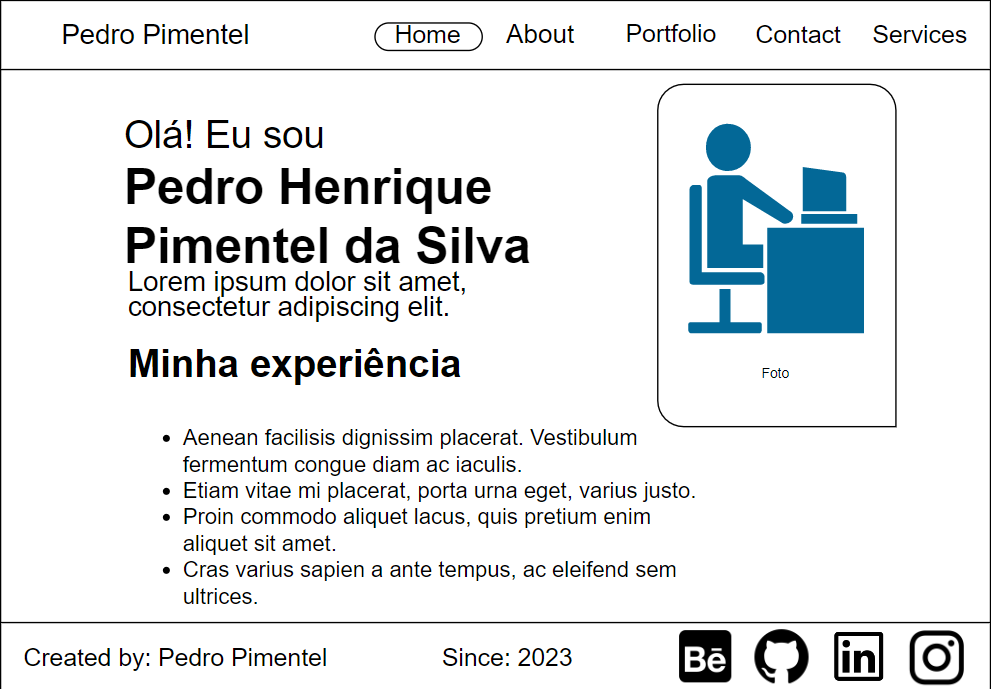 Pedro Pimentel
Home
About
Portfolio
Contact
Services
Olá! Eu sou
Pedro Henrique
Pimentel da Silva
Lorem ipsum dolor sit amet,
consectetur adipiscing elit.
Foto
Minha experiência
• Aenean facilisis dignissim placerat. Vestibulum
fermentum congue diam ac iaculis.
• Etiam vitae mi placerat, porta urna eget, varius justo.
• Proin commodo aliquet lacus, quis pretium enim
aliquet sit amet.
• Cras varius sapien a ante tempus, ac eleifend sem
ultrices.
Created by: Pedro Pimentel
Since: 2023
Bē
in